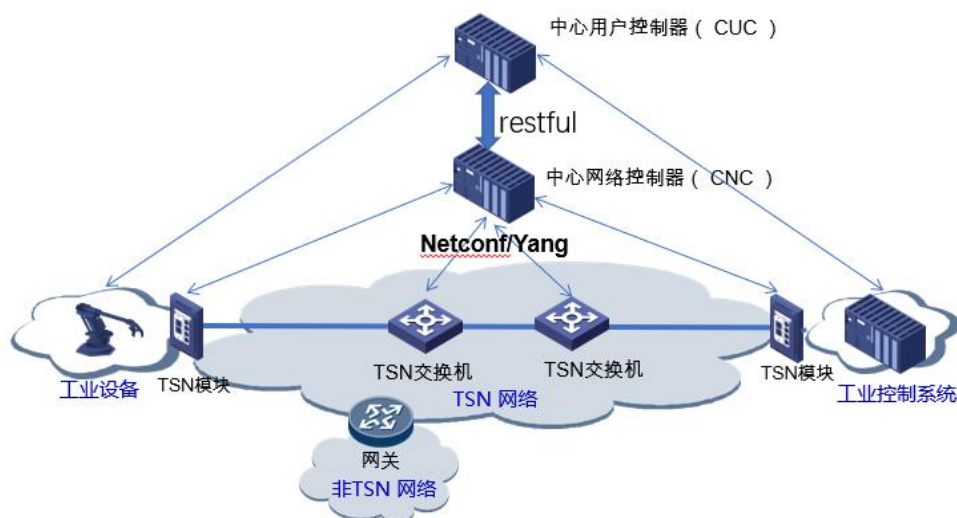 中心用户控制器（ CUC ）
restful
中心网络控制器（ CNC ）
Netconf/Yang
TSN交换机
TSN交换机
TSN模块
TSN模块
工业设备
TSN 网络
工业控制系统
网关
非TSN 网络